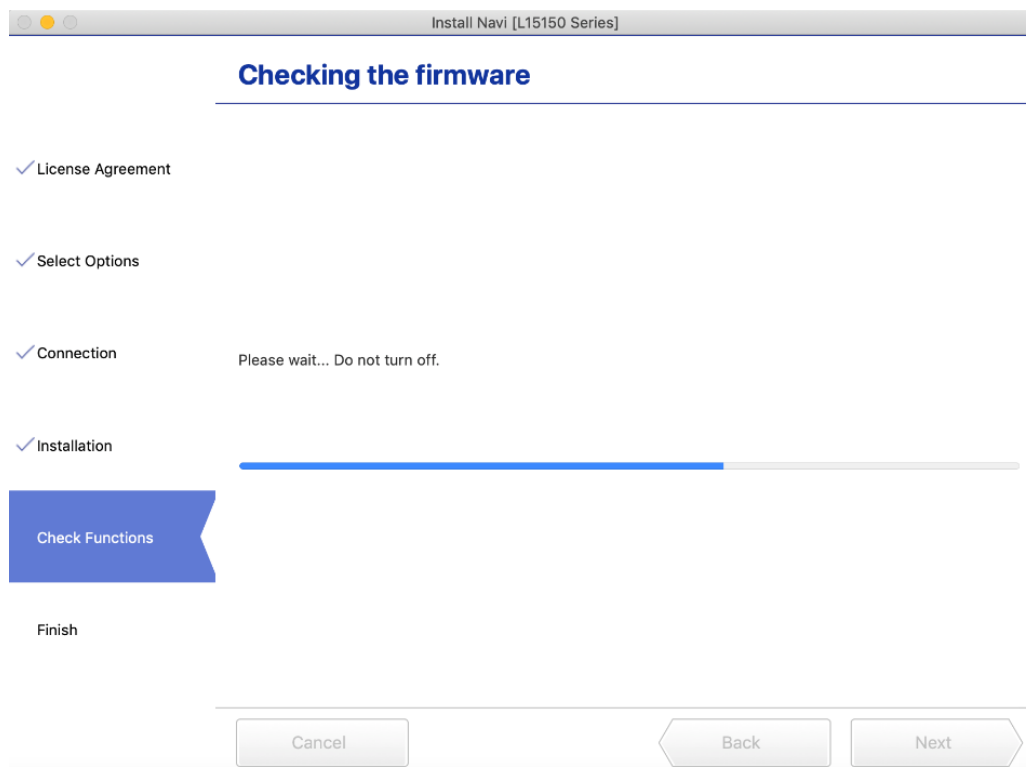 Install Navi [L15150 Series]
Checking the firmware
License Agreement
Select Options
Connection
Please wait... Do not turn off.
Installation
Check Functions
Finish
Cancel
Back
Next